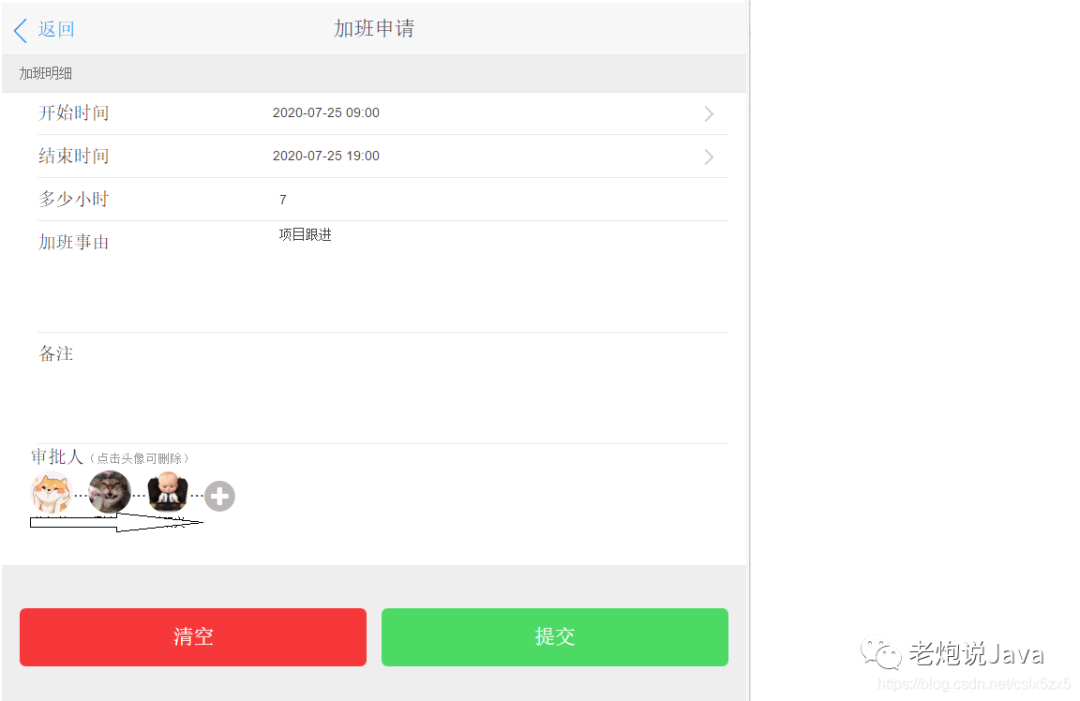 返回
加班申请
加班明细
开始时间 2020-07-25 09:00
结束时间 2020-07-25 19:00
多少小时 7
加班事由 项目跟进
备注
审批人（点击头像可删除）
清空
提交
老炮说Java
https://blog.csdn.net/cslx5zx5